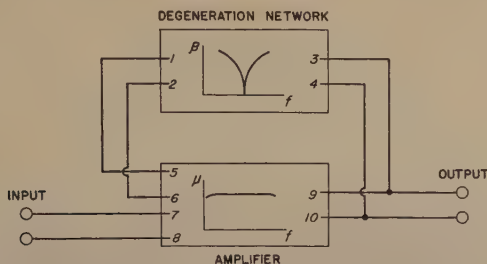 DEGENERATION NETWORK
β
f
1
2
3
4
μ
f
5
6
7
8
9
10
INPUT
OUTPUT
AMPLIFIER